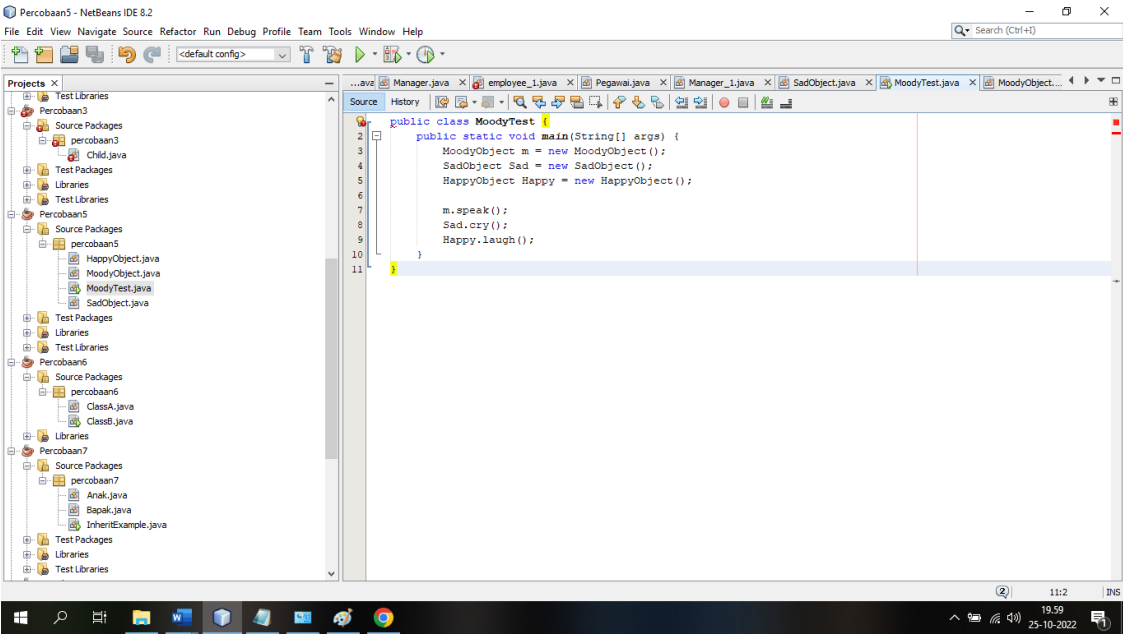 Percobaan5 - NetBeans IDE 8.2
File Edit View Navigate Source Refactor Run Debug Profile Team Tools Window Help
Search (Ctrl+I)
<default config>
Projects
...ava Manager.java employee_1.java Pegawai.java Manager_1.java SadObject.java MoodyTest.java MoodyObject....
Source History
Test Libraries
Percobaan3
Source Packages
percobaan3
Child.java
Test Packages
Libraries
Test Libraries
Percobaan5
Source Packages
percobaan5
HappyObject.java
MoodyObject.java
MoodyTest.java
SadObject.java
Test Packages
Libraries
Test Libraries
Percobaan6
Source Packages
percobaan6
ClassA.java
ClassB.java
Libraries
Percobaan7
Source Packages
percobaan7
Anak.java
Bapak.java
InheritExample.java
Test Packages
Libraries
Test Libraries
public class MoodyTest {
2 public static void main(String[] args) {
3 MoodyObject m = new MoodyObject();
4 SadObject Sad = new SadObject();
5 HappyObject Happy = new HappyObject();
6
7 m.speak();
8 Sad.cry();
9 Happy.laugh();
10 }
11 }
2 11:2 INS
19.59
25-10-2022